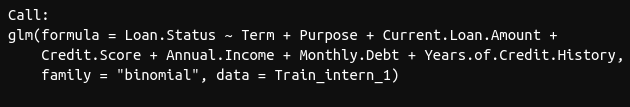 Call:
glm(formula = Loan.Status ~ Term + Purpose + Current.Loan.Amount +
    Credit.Score + Annual.Income + Monthly.Debt + Years.of.Credit.History,
    family = "binomial", data = Train_intern_1)